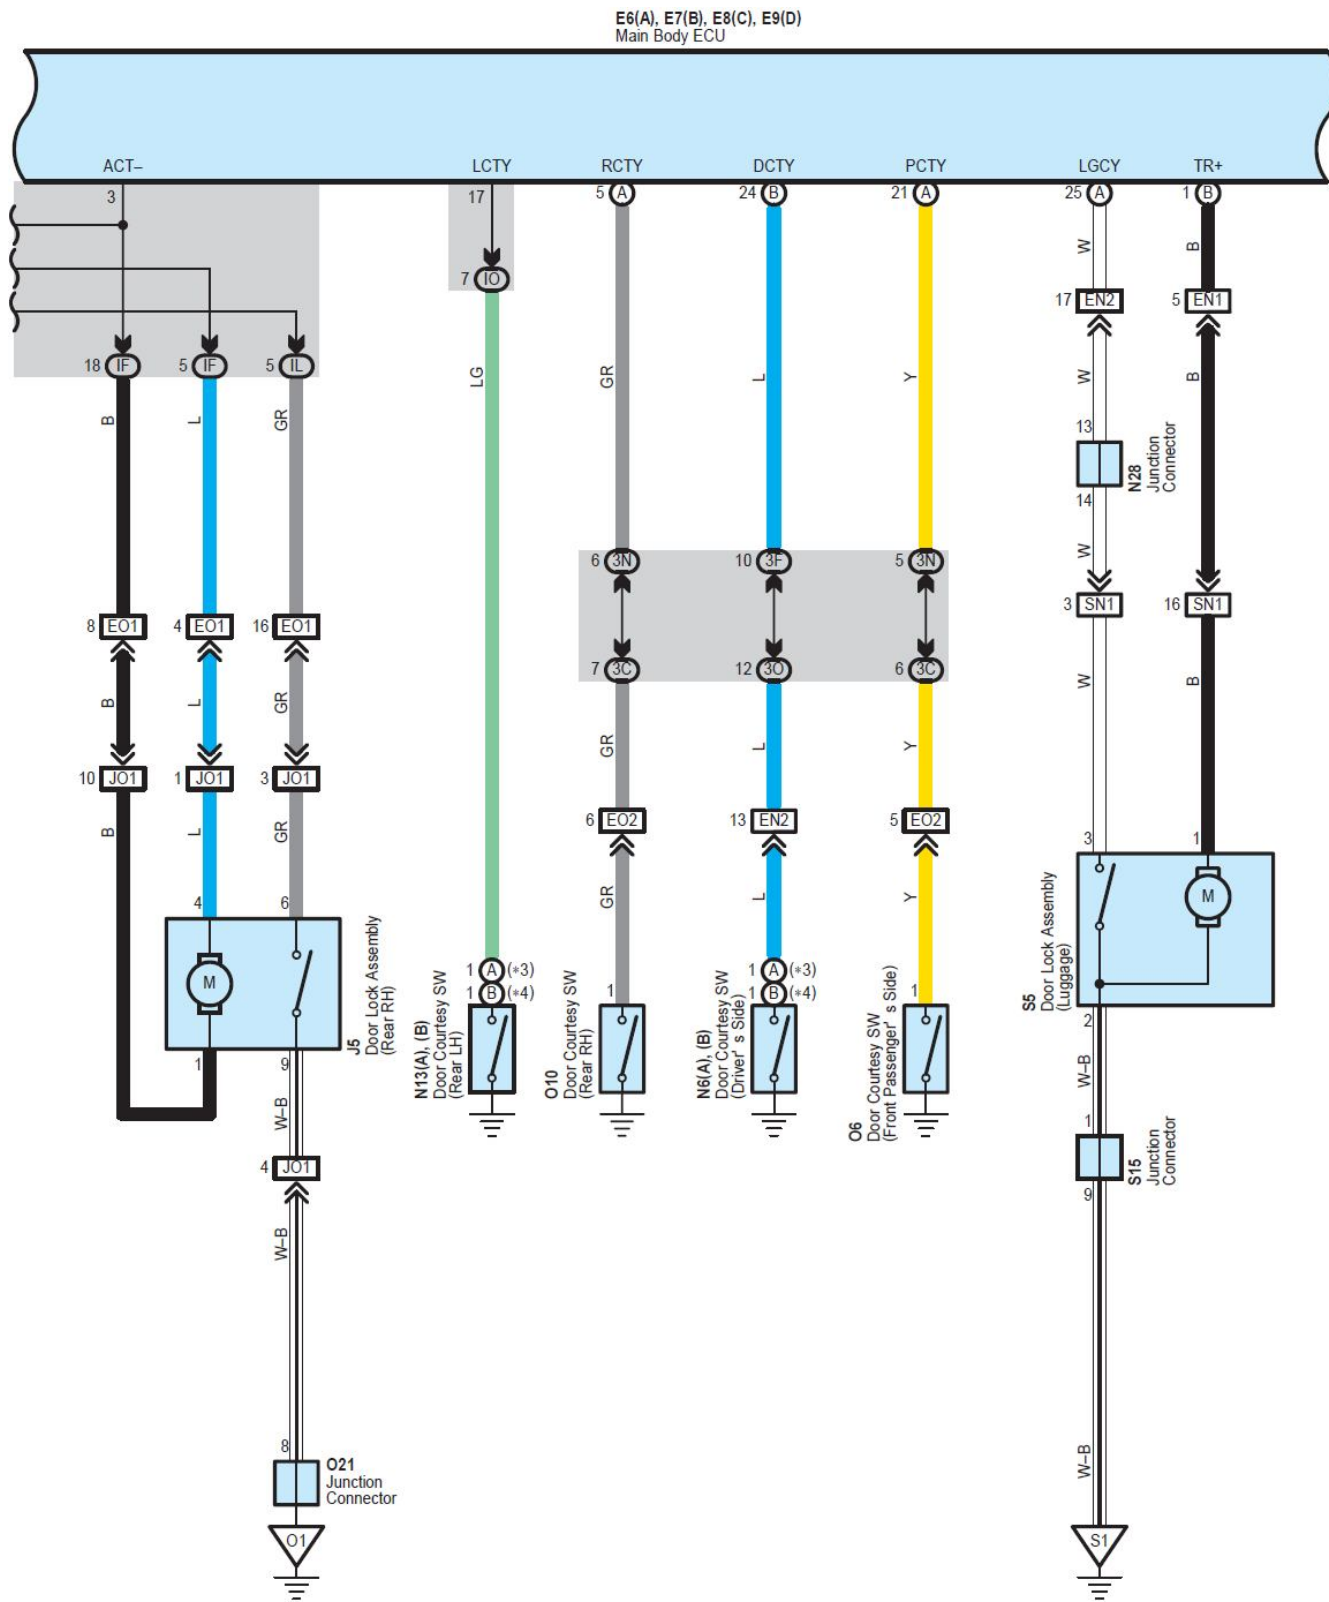 E6(A), E7(B), E8(C), E9(D)
Main Body ECU
ACT–
LCTY
RCTY
DCTY
PCTY
LGCY
TR+
3
17
5 A
24 B
21 A
25 A
1 B
7 IO
W
B
17 EN2
5 EN1
18 IF
5 IF
5 IL
LG
GR
L
Y
W
B
B
L
GR
13
N28
Junction
Connector
14
W
6 3N
10 3F
5 3N
3 SN1
16 SN1
8 EO1
4 EO1
16 EO1
7 3C
12 3O
6 3C
W
B
B
L
GR
GR
L
Y
10 JO1
1 JO1
3 JO1
6 EO2
13 EN2
5 EO2
B
L
GR
3
1
GR
L
Y
4
6
M
M
J5
Door Lock Assembly
(Rear RH)
1 A (*3)
1 B (*4)
1
1 A (*3)
1 B (*4)
1
S5
Door Lock Assembly
(Luggage)
1
9
N13(A), (B)
Door Courtesy SW
(Rear LH)
O10
Door Courtesy SW
(Rear RH)
N6(A), (B)
Door Courtesy SW
(Driver's Side)
O6
Door Courtesy SW
(Front Passenger's Side)
2
W–B
W–B
1
S15
Junction
Connector
9
4 JO1
W–B
8
O21
Junction
Connector
W–B
O1
S1